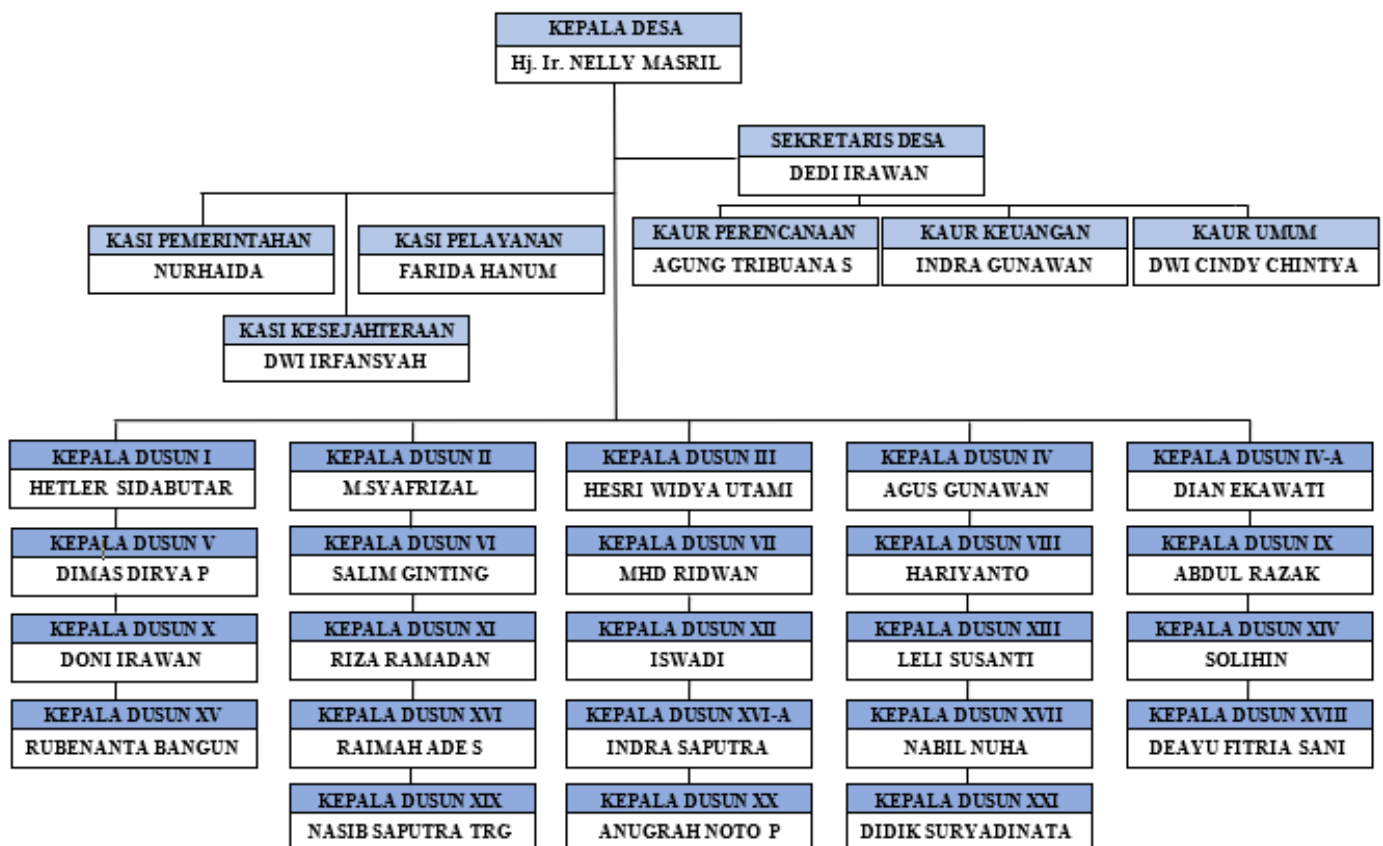 KEPALA DESA
Hj. Ir. NELLY MASRIL
SEKRETARIS DESA
DEDI IRAWAN
KASI PEMERINTAHAN
NURHAIDA
KASI PELAYANAN
FARIDA HANUM
KAUR PERENCANAAN
AGUNG TRIBUANA S
KAUR KEUANGAN
INDRA GUNAWAN
KAUR UMUM
DWI CINDY CHINTYA
KASI KESEJAHTERAAN
DWI IRFANSYAH
KEPALA DUSUN I
HETLER SIDABUTAR
KEPALA DUSUN II
M.SYAFRIZAL
KEPALA DUSUN III
HESRI WIDYA UTAMI
KEPALA DUSUN IV
AGUS GUNAWAN
KEPALA DUSUN IV-A
DIAN EKAWATI
KEPALA DUSUN V
DIMAS DIRYA P
KEPALA DUSUN VI
SALIM GINTING
KEPALA DUSUN VII
MHD RIDWAN
KEPALA DUSUN VIII
HARIYANTO
KEPALA DUSUN IX
ABDUL RAZAK
KEPALA DUSUN X
DONI IRAWAN
KEPALA DUSUN XI
RIZA RAMADAN
KEPALA DUSUN XII
ISWADI
KEPALA DUSUN XIII
LELI SUSANTI
KEPALA DUSUN XIV
SOLIHIN
KEPALA DUSUN XV
RUBENANTA BANGUN
KEPALA DUSUN XVI
RAIMAH ADE S
KEPALA DUSUN XVI-A
INDRA SAPUTRA
KEPALA DUSUN XVII
NABIL NUHA
KEPALA DUSUN XVIII
DEAYU FITRIA SANI
KEPALA DUSUN XIX
NASIB SAPUTRA TRG
KEPALA DUSUN XX
ANUGRAH NOTO P
KEPALA DUSUN XXI
DIDIK SURYADINATA